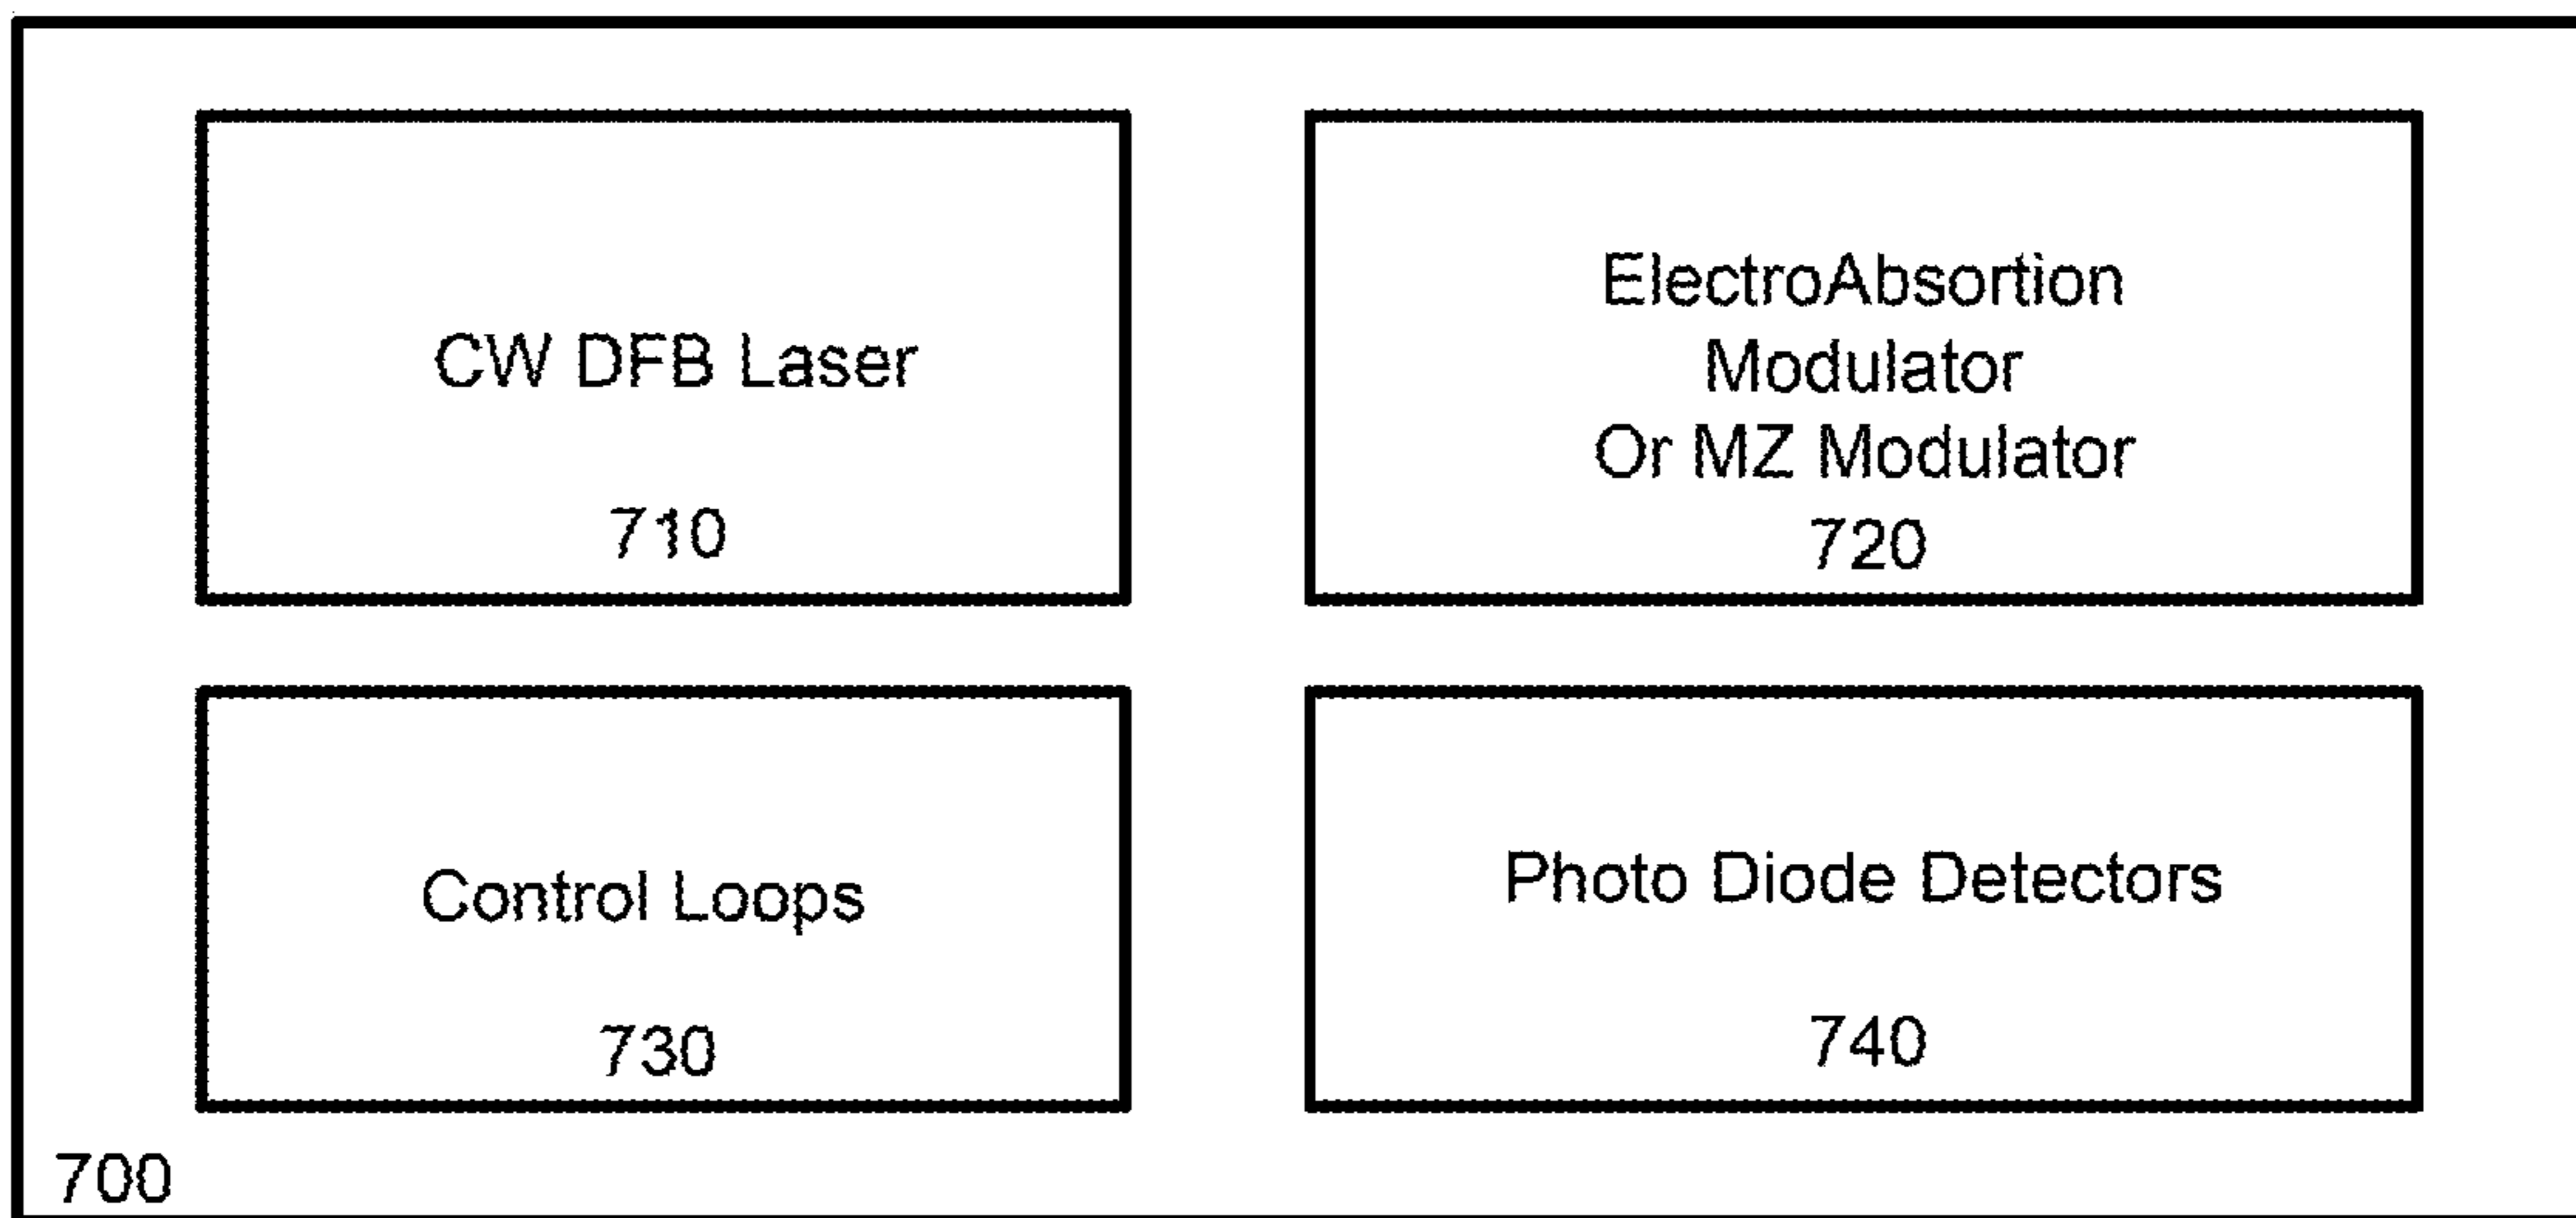 CW DFB Laser
710
ElectroAbsortion
Modulator
Or MZ Modulator
720
Control Loops
730
Photo Diode Detectors
740
700